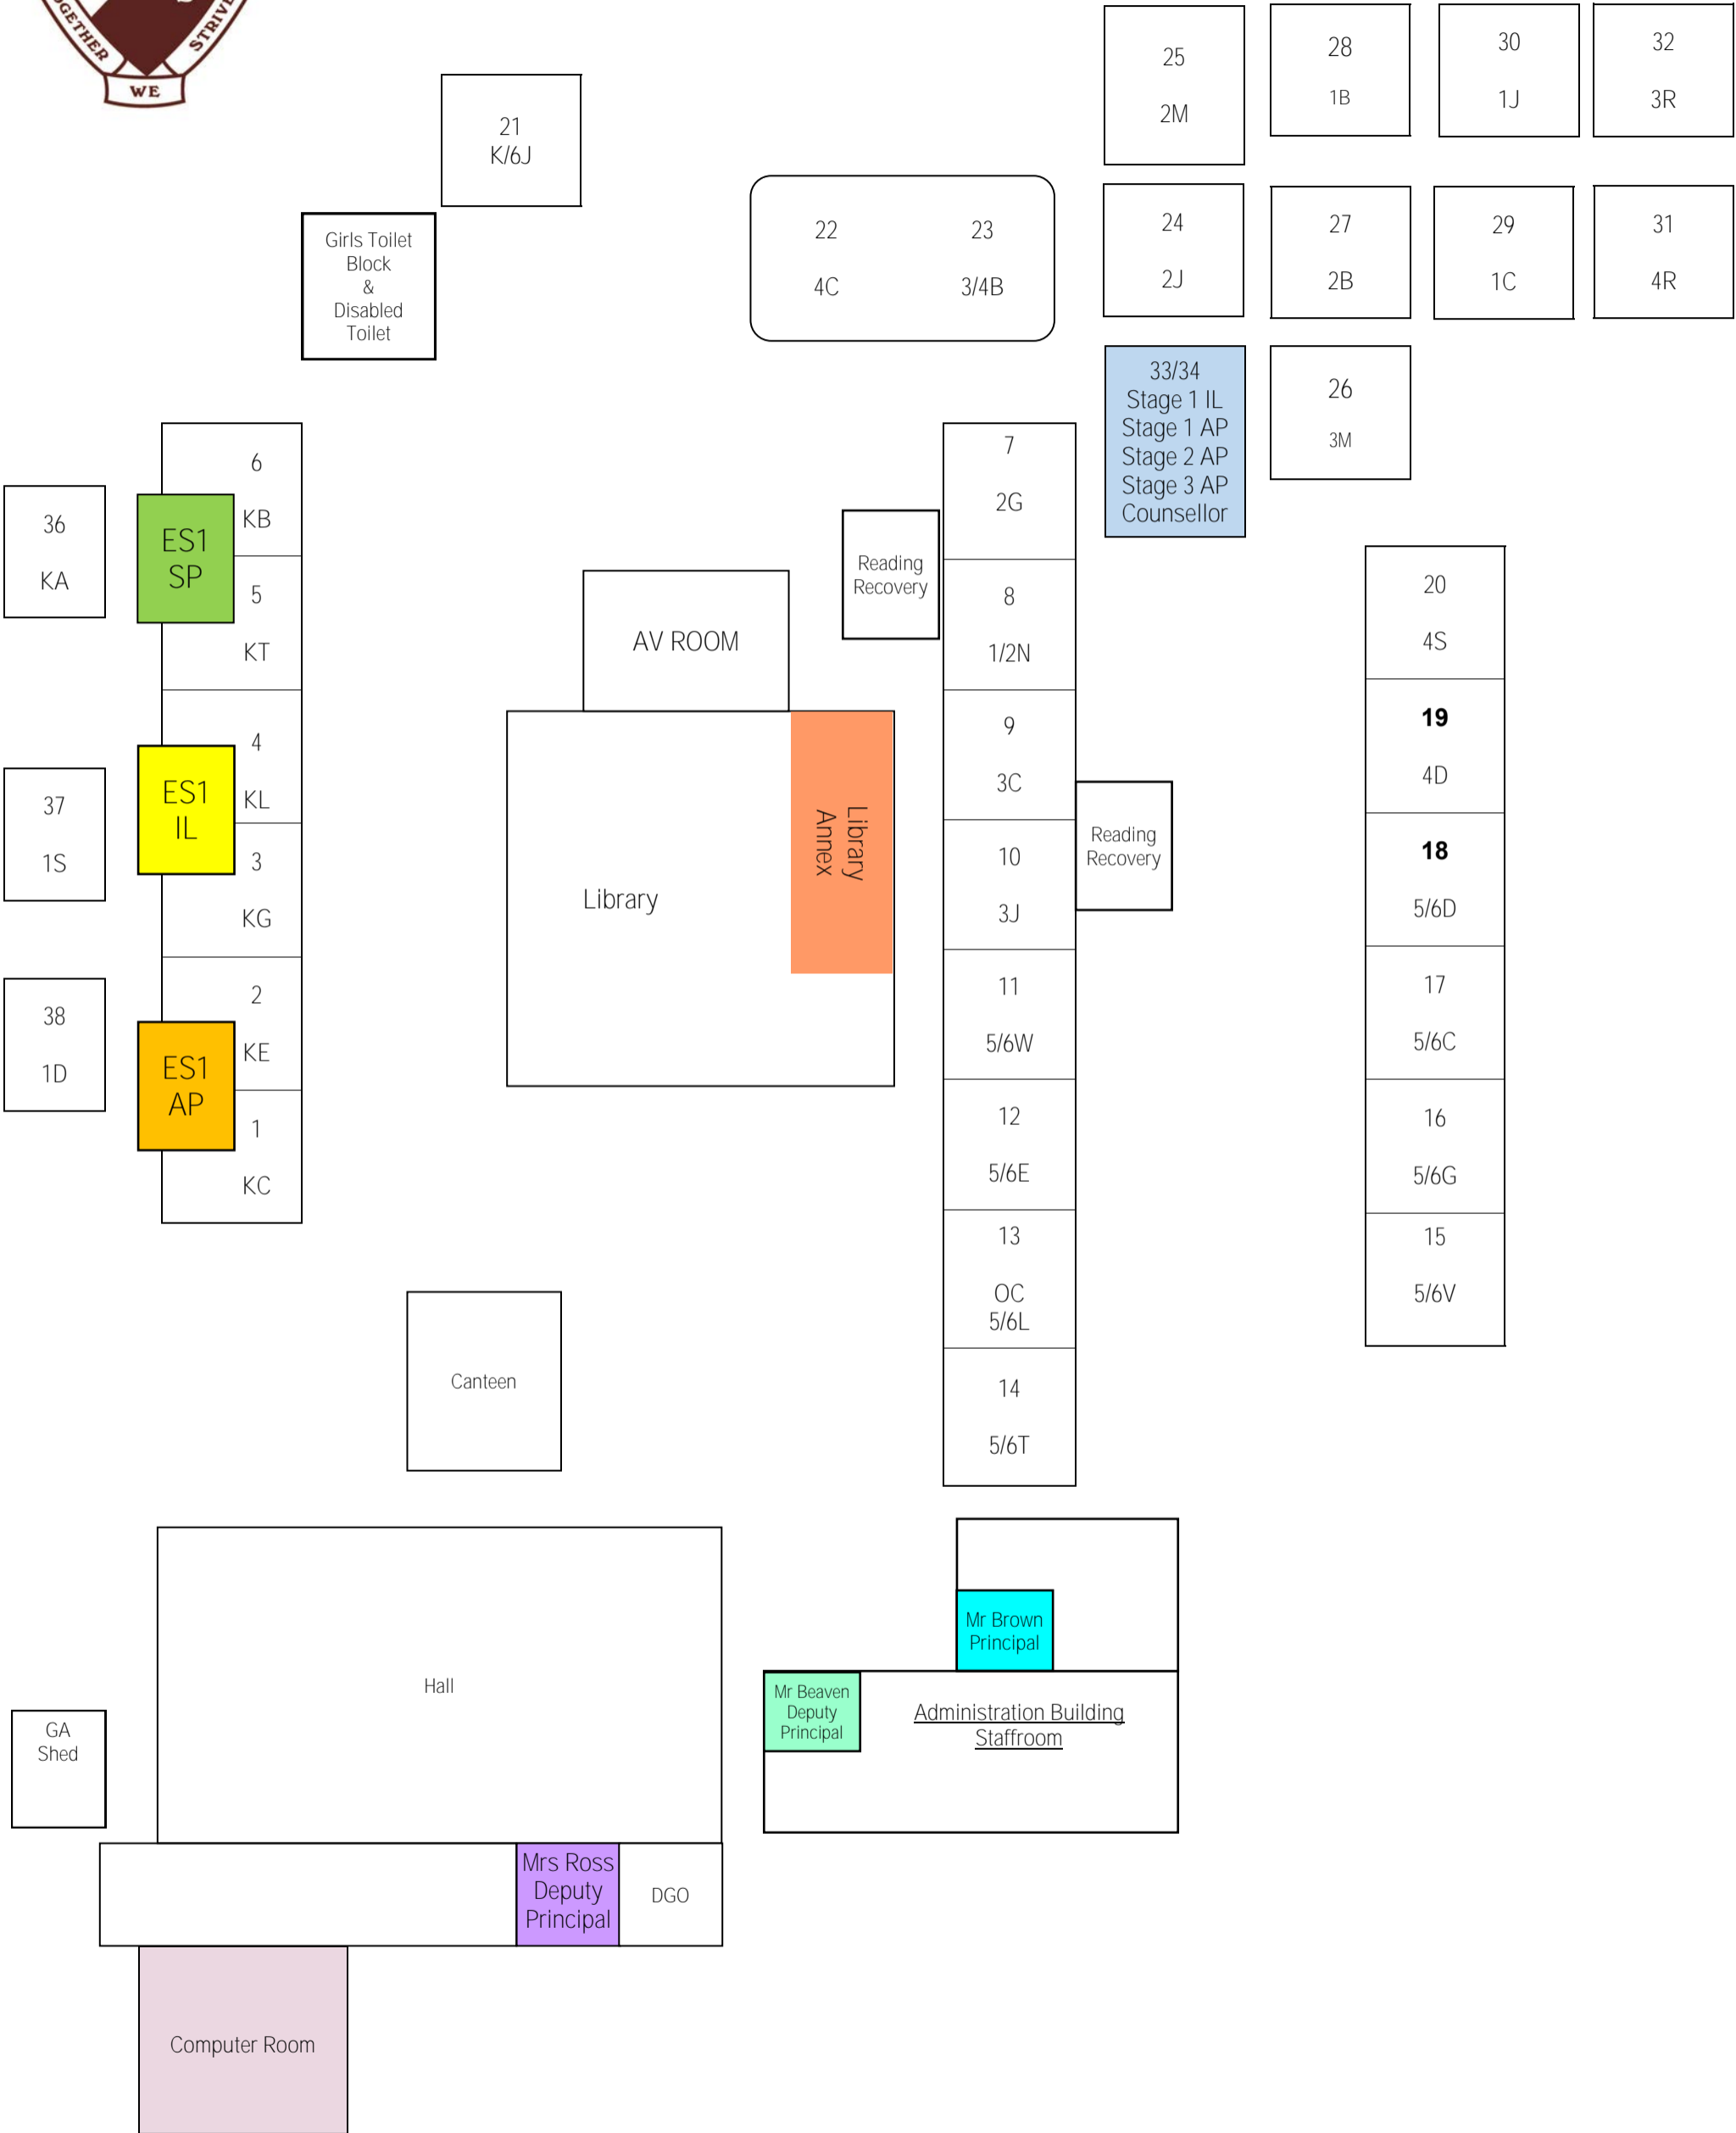 TOGETHER
WE
STRIVE
25
2M
28
1B
30
1J
32
3R
21
K/6J
22
4C
23
3/4B
24
2J
27
2B
29
1C
31
4R
Girls Toilet
Block
&
Disabled
Toilet
33/34
Stage 1 IL
Stage 1 AP
Stage 2 AP
Stage 3 AP
Counsellor
26
3M
36
KA
37
1S
38
1D
ES1
SP
ES1
IL
ES1
AP
6
KB
5
KT
4
KL
3
KG
2
KE
1
KC
AV ROOM
Library
Library
Annex
Reading
Recovery
7
2G
8
1/2N
9
3C
10
3J
11
5/6W
12
5/6E
13
OC
5/6L
14
5/6T
Reading
Recovery
20
4S
19
4D
18
5/6D
17
5/6C
16
5/6G
15
5/6V
Canteen
Hall
GA
Shed
Mr Brown
Principal
Mr Beaven
Deputy
Principal
Administration Building
Staffroom
Mrs Ross
Deputy
Principal
DGO
Computer Room